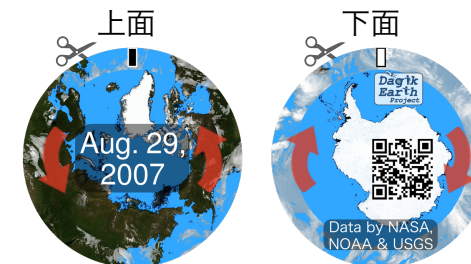 上面
下面
Aug. 29,
2007
Dagik
Earth
Project
Data by NASA,
NOAA & USGS